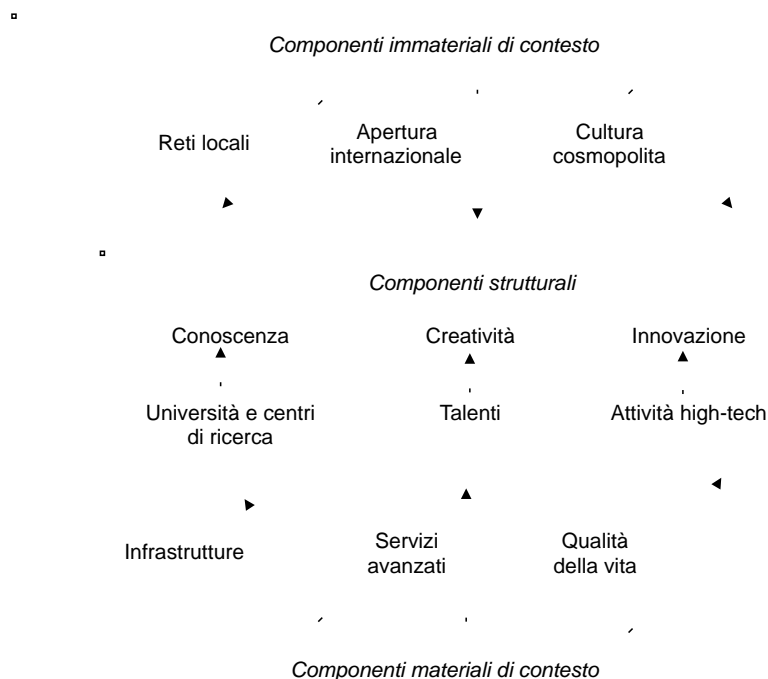 Componenti immateriali di contesto
Reti locali
Apertura
internazionale
Cultura
cosmopolita
Componenti strutturali
Conoscenza
Creatività
Innovazione
Università e centri
di ricerca
Talenti
Attività high-tech
Infrastrutture
Servizi
avanzati
Qualità
della vita
Componenti materiali di contesto